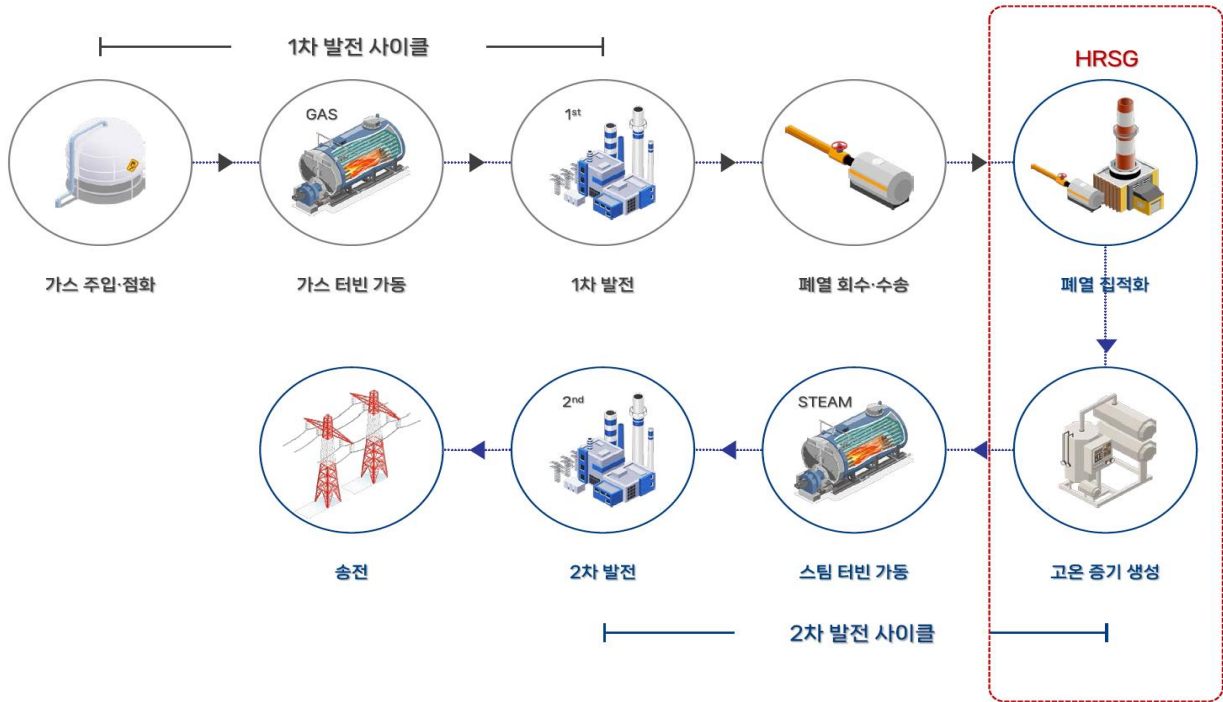 1차 발전 사이클
HRSG
GAS
1st
가스 주입·점화
가스 터빈 가동
1차 발전
폐열 회수·수송
폐열 집적화
2nd
STEAM
송전
2차 발전
스팀 터빈 가동
고온 증기 생성
2차 발전 사이클